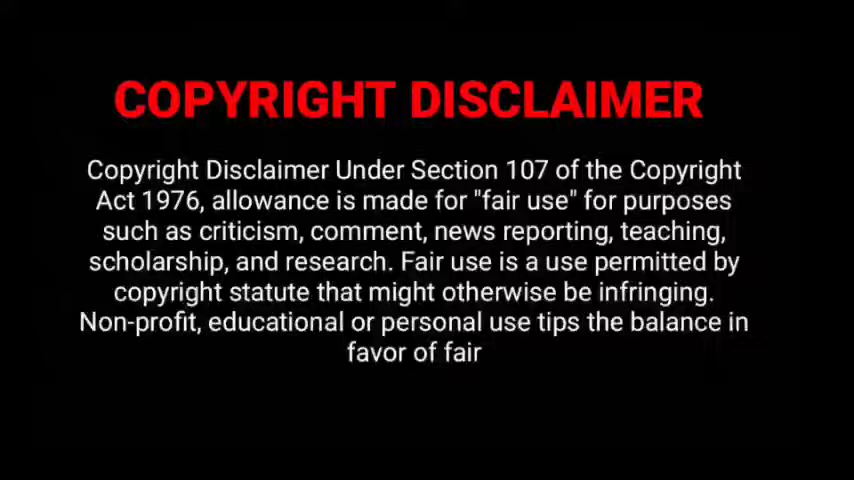 COPYRIGHT DISCLAIMER
Copyright Disclaimer Under Section 107 of the Copyright
Act 1976, allowance is made for "fair use" for purposes
such as criticism, comment, news reporting, teaching,
scholarship, and research. Fair use is a use permitted by
copyright statute that might otherwise be infringing.
Non-profit, educational or personal use tips the balance in
favor of fair